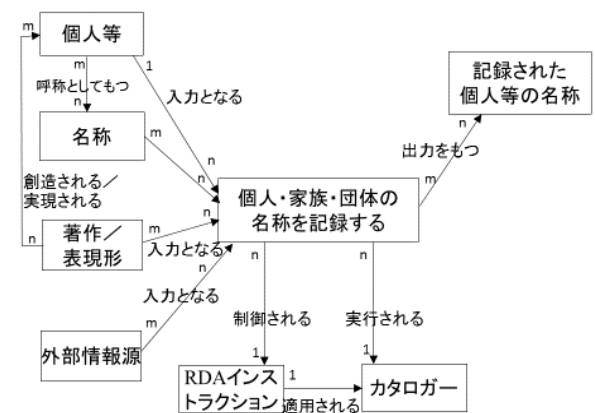 m
個人等
m
1
呼称としてもつ
n
入力となる
名称
m
n
n
記録された
個人等の名称
n
出力をもつ
m
個人・家族・団体の
名称を記録する
創造される／
実現される
n
著作／
表現形
m
n
入力となる
n
入力となる
m
外部情報源
n
n
制御される
実行される
1
1
RDAインス
トラクション
1
適用される
カタロガー